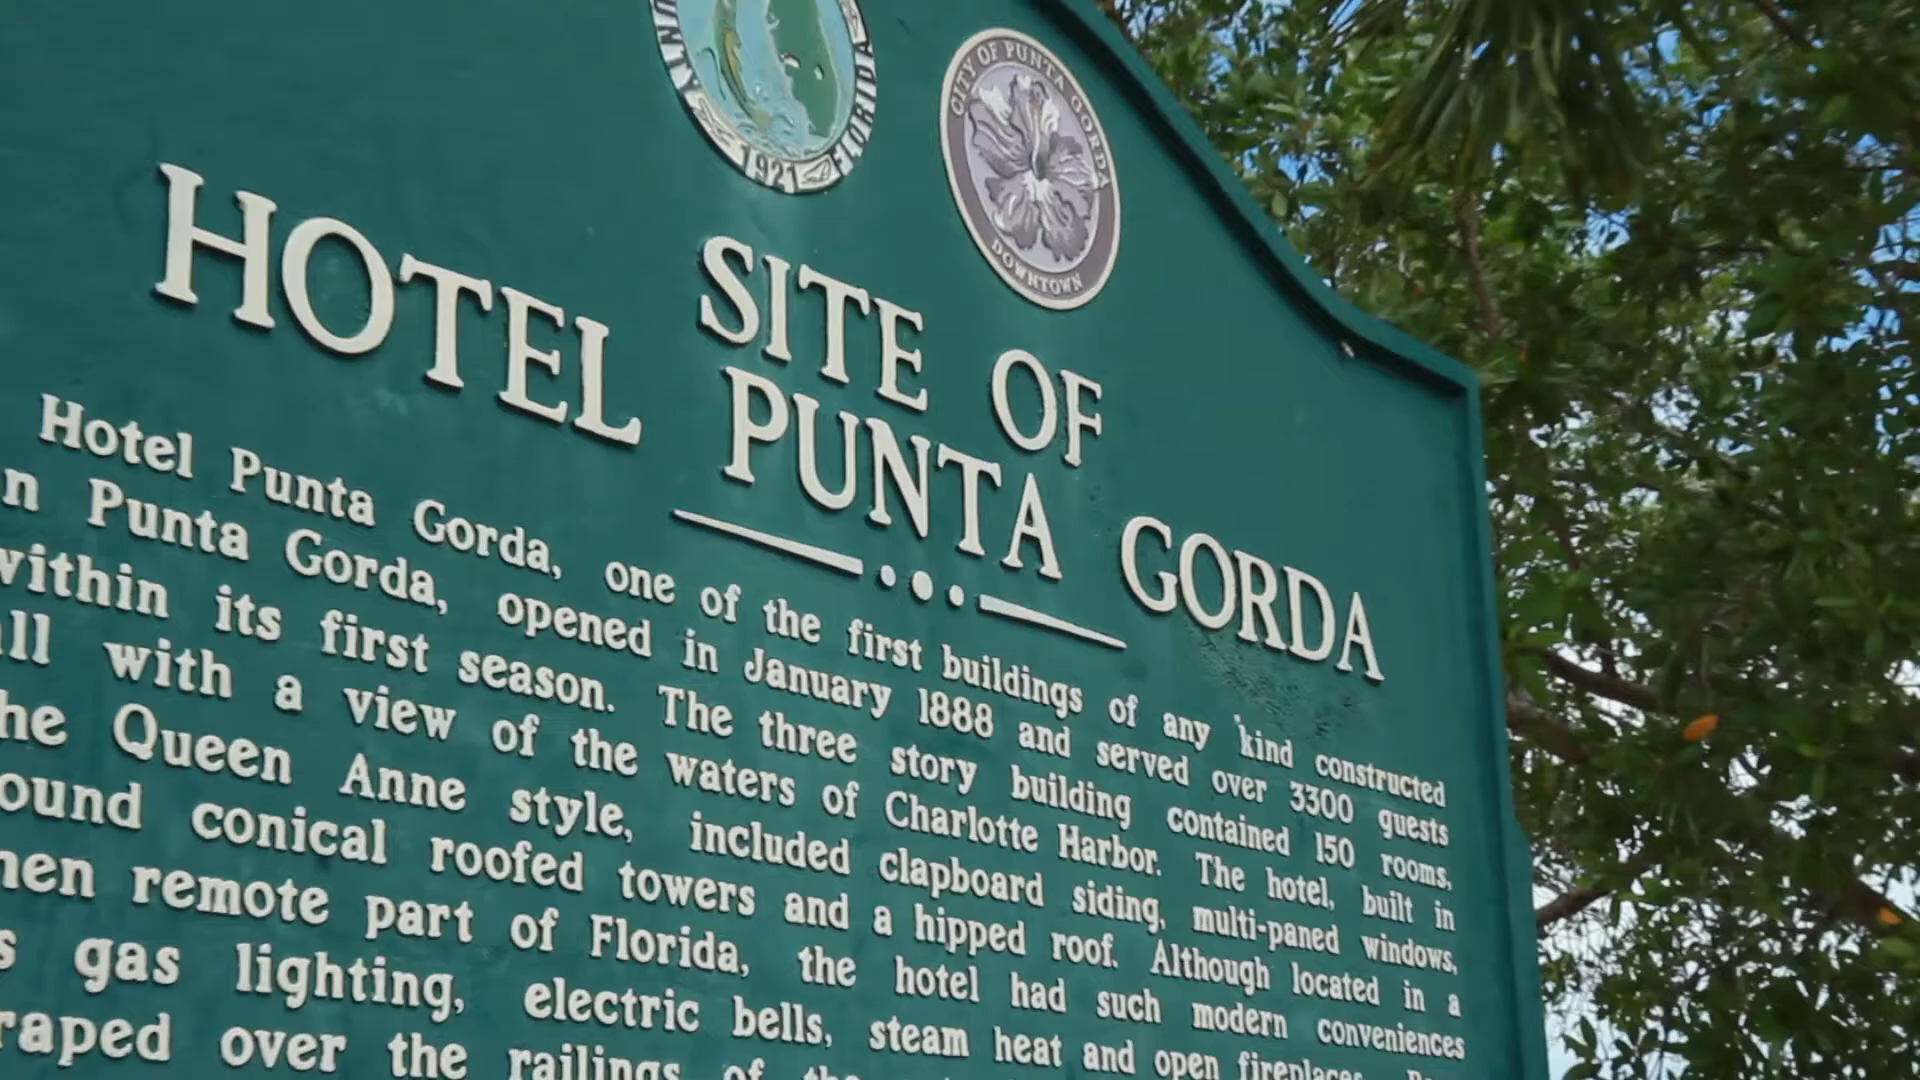 1921 FLORIDA
CITY OF PUNTA GORDA
DOWNTOWN
SITE OF
HOTEL PUNTA GORDA
Hotel Punta Gorda, one of the first buildings of any kind constructed
n Punta Gorda, opened in January 1888 and served over 3300 guests
within its first season. The three story building contained 150 rooms,
all with a view of the waters of Charlotte Harbor. The hotel, built in
he Queen Anne style, included clapboard siding, multi-paned windows,
ound conical roofed towers and a hipped roof. Although located in a
hen remote part of Florida, the hotel had such modern conveniences
s gas lighting, electric bells, steam heat and open fireplaces.
raped over the railings of